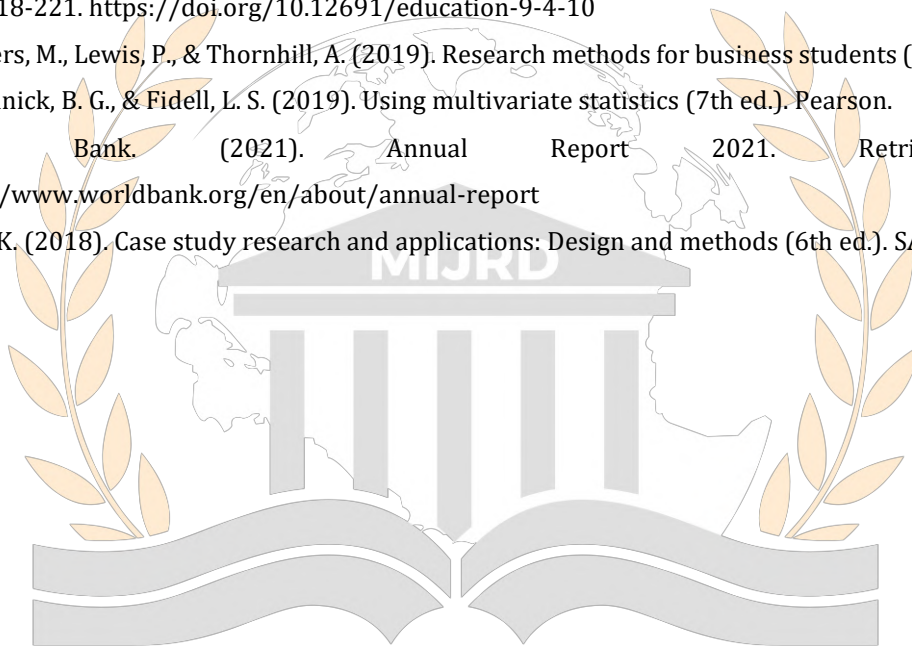 18-221. https://doi.org/10.12691/education-9-4-10
ers, M., Lewis, P., & Thornhill, A. (2019). Research methods for business students (
nick, B. G., & Fidell, L. S. (2019). Using multivariate statistics (7th ed.). Pearson.
Bank. (2021). Annual Report 2021. Retri
/www.worldbank.org/en/about/annual-report
K. (2018). Case study research and applications: Design and methods (6th ed.). SA
MIJRD